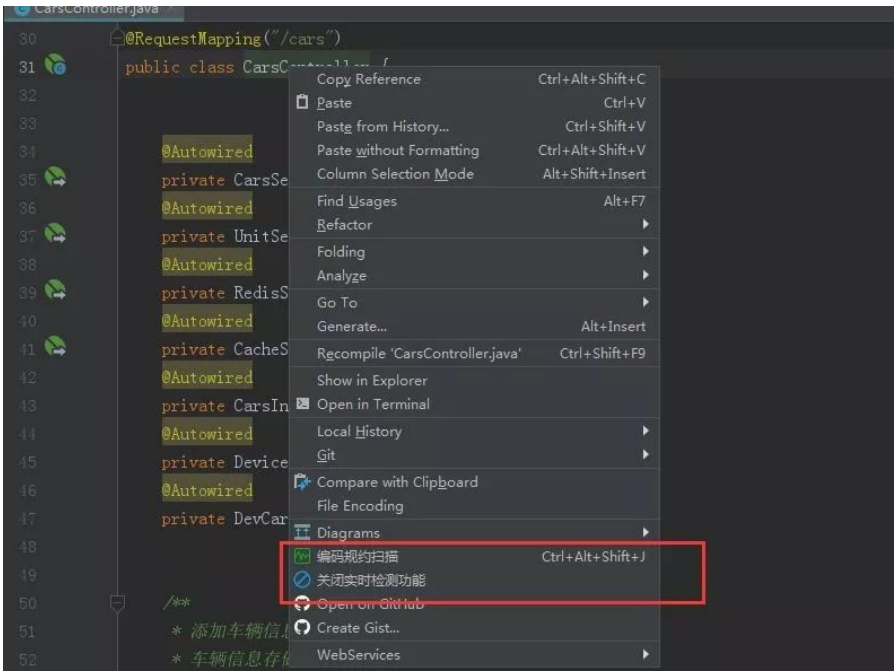 CarsController.java
30 @RequestMapping("/cars")
31 public class CarsController {
32
33
34 @Autowired
35 private CarsSe
36 @Autowired
37 private UnitSe
38 @Autowired
39 private RedisS
40 @Autowired
41 private CacheS
42 @Autowired
43 private CarsIn
44 @Autowired
45 private Device
46 @Autowired
47 private DevCar
48
49
50 /**
51 * 添加车辆信息
52 * 车辆信息存储
Copy Reference Ctrl+Alt+Shift+C
Paste Ctrl+V
Paste from History... Ctrl+Shift+V
Paste without Formatting Ctrl+Alt+Shift+V
Column Selection Mode Alt+Shift+Insert
Find Usages Alt+F7
Refactor
Folding
Analyze
Go To
Generate... Alt+Insert
Recompile 'CarsController.java' Ctrl+Shift+F9
Show in Explorer
Open in Terminal
Local History
Git
Compare with Clipboard
File Encoding
Diagrams
编码规约扫描 Ctrl+Alt+Shift+J
关闭实时检测功能
Open on GitHub
Create Gist...
WebServices